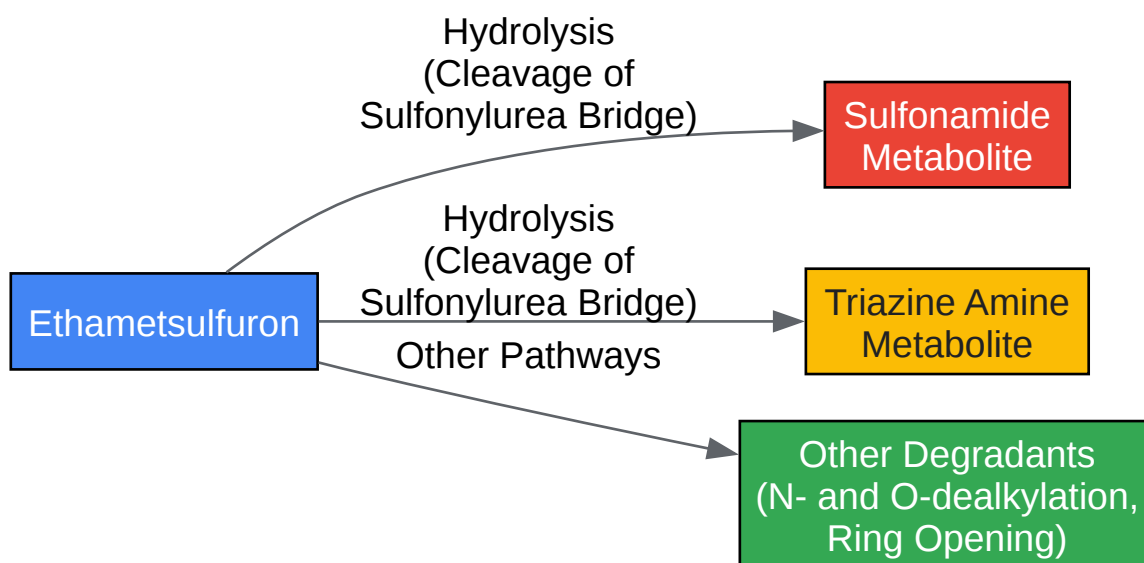 Hydrolysis
(Cleavage of
Sulfonylurea Bridge)
Sulfonamide
Metabolite
Hydrolysis
(Cleavage of
Sulfonylurea Bridge)
Ethametsulfuron
Triazine Amine
Metabolite
Other Pathways
Other Degradants
(N- and O-dealkylation,
Ring Opening)